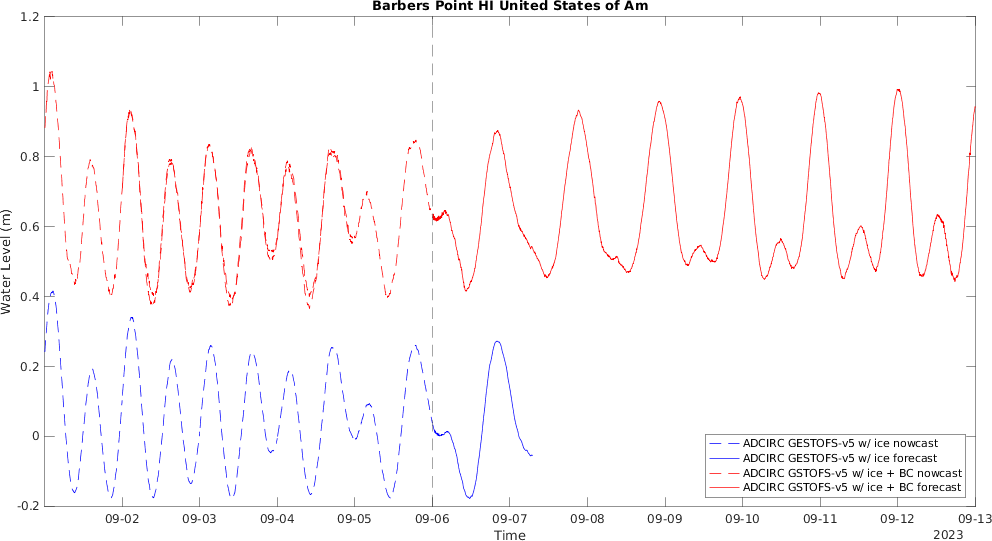 Barbers Point HI United States of Am
1.2
1
0.8
0.6
0.4
0.2
0
-0.2
Water Level (m)
09-02 09-03 09-04 09-05 09-06 09-07 09-08 09-09 09-10 09-11 09-12 09-13
Time
2023
ADCIRC GESTOFS-v5 w/ ice nowcast
ADCIRC GESTOFS-v5 w/ ice forecast
ADCIRC GSTOFS-v5 w/ ice + BC nowcast
ADCIRC GSTOFS-v5 w/ ice + BC forecast